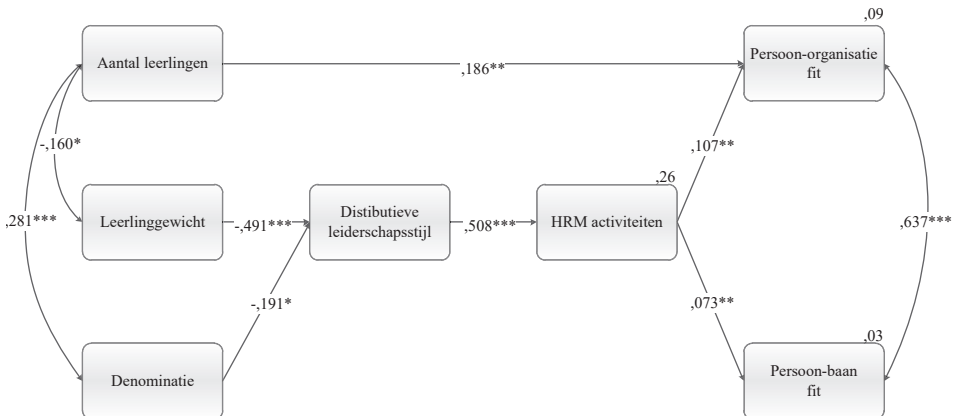 ,09
Aantal leerlingen
Persoon-organisatie
fit
,186**
-,160*
,107**
,26
,281***
Leerlinggewicht
-,491***
Distibutieve
leiderschapsstijl
,508***
HRM activiteiten
,637***
-,191*
,073**
,03
Denominatie
Persoon-baan
fit